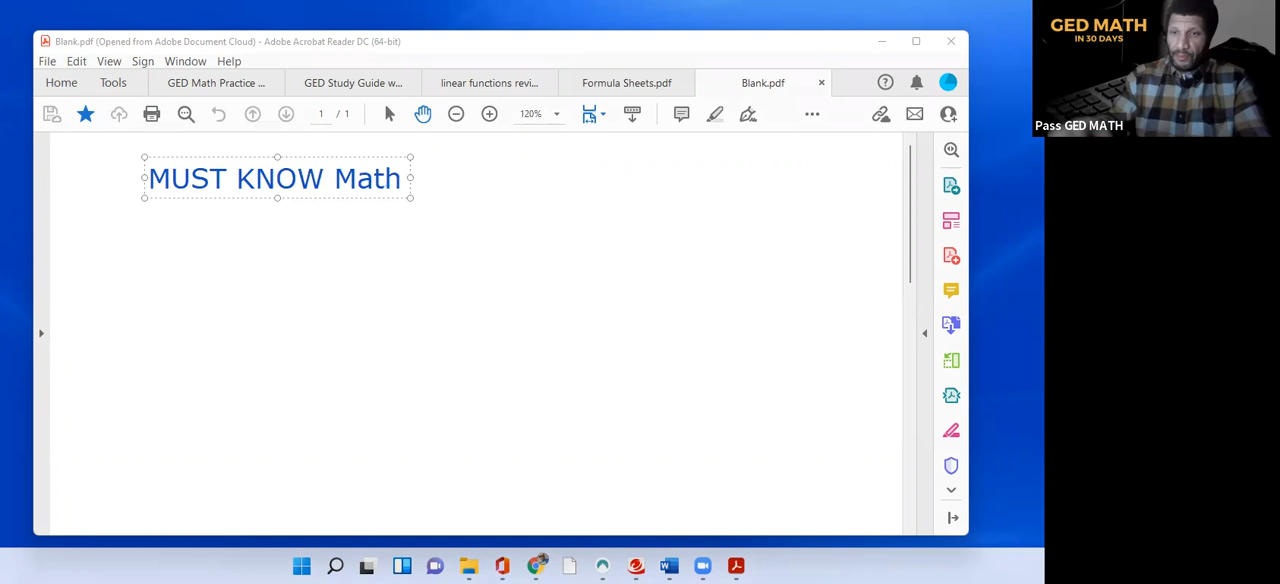 Blank.pdf (Opened from Adobe Document Cloud) - Adobe Acrobat Reader DC (64-bit)
File Edit View Sign Window Help
Home Tools GED Math Practice ... GED Study Guide w... linear functions revi... Formula Sheets.pdf Blank.pdf
1 / 1 120%
MUST KNOW Math
GED MATH
IN 30 DAYS
Pass GED MATH